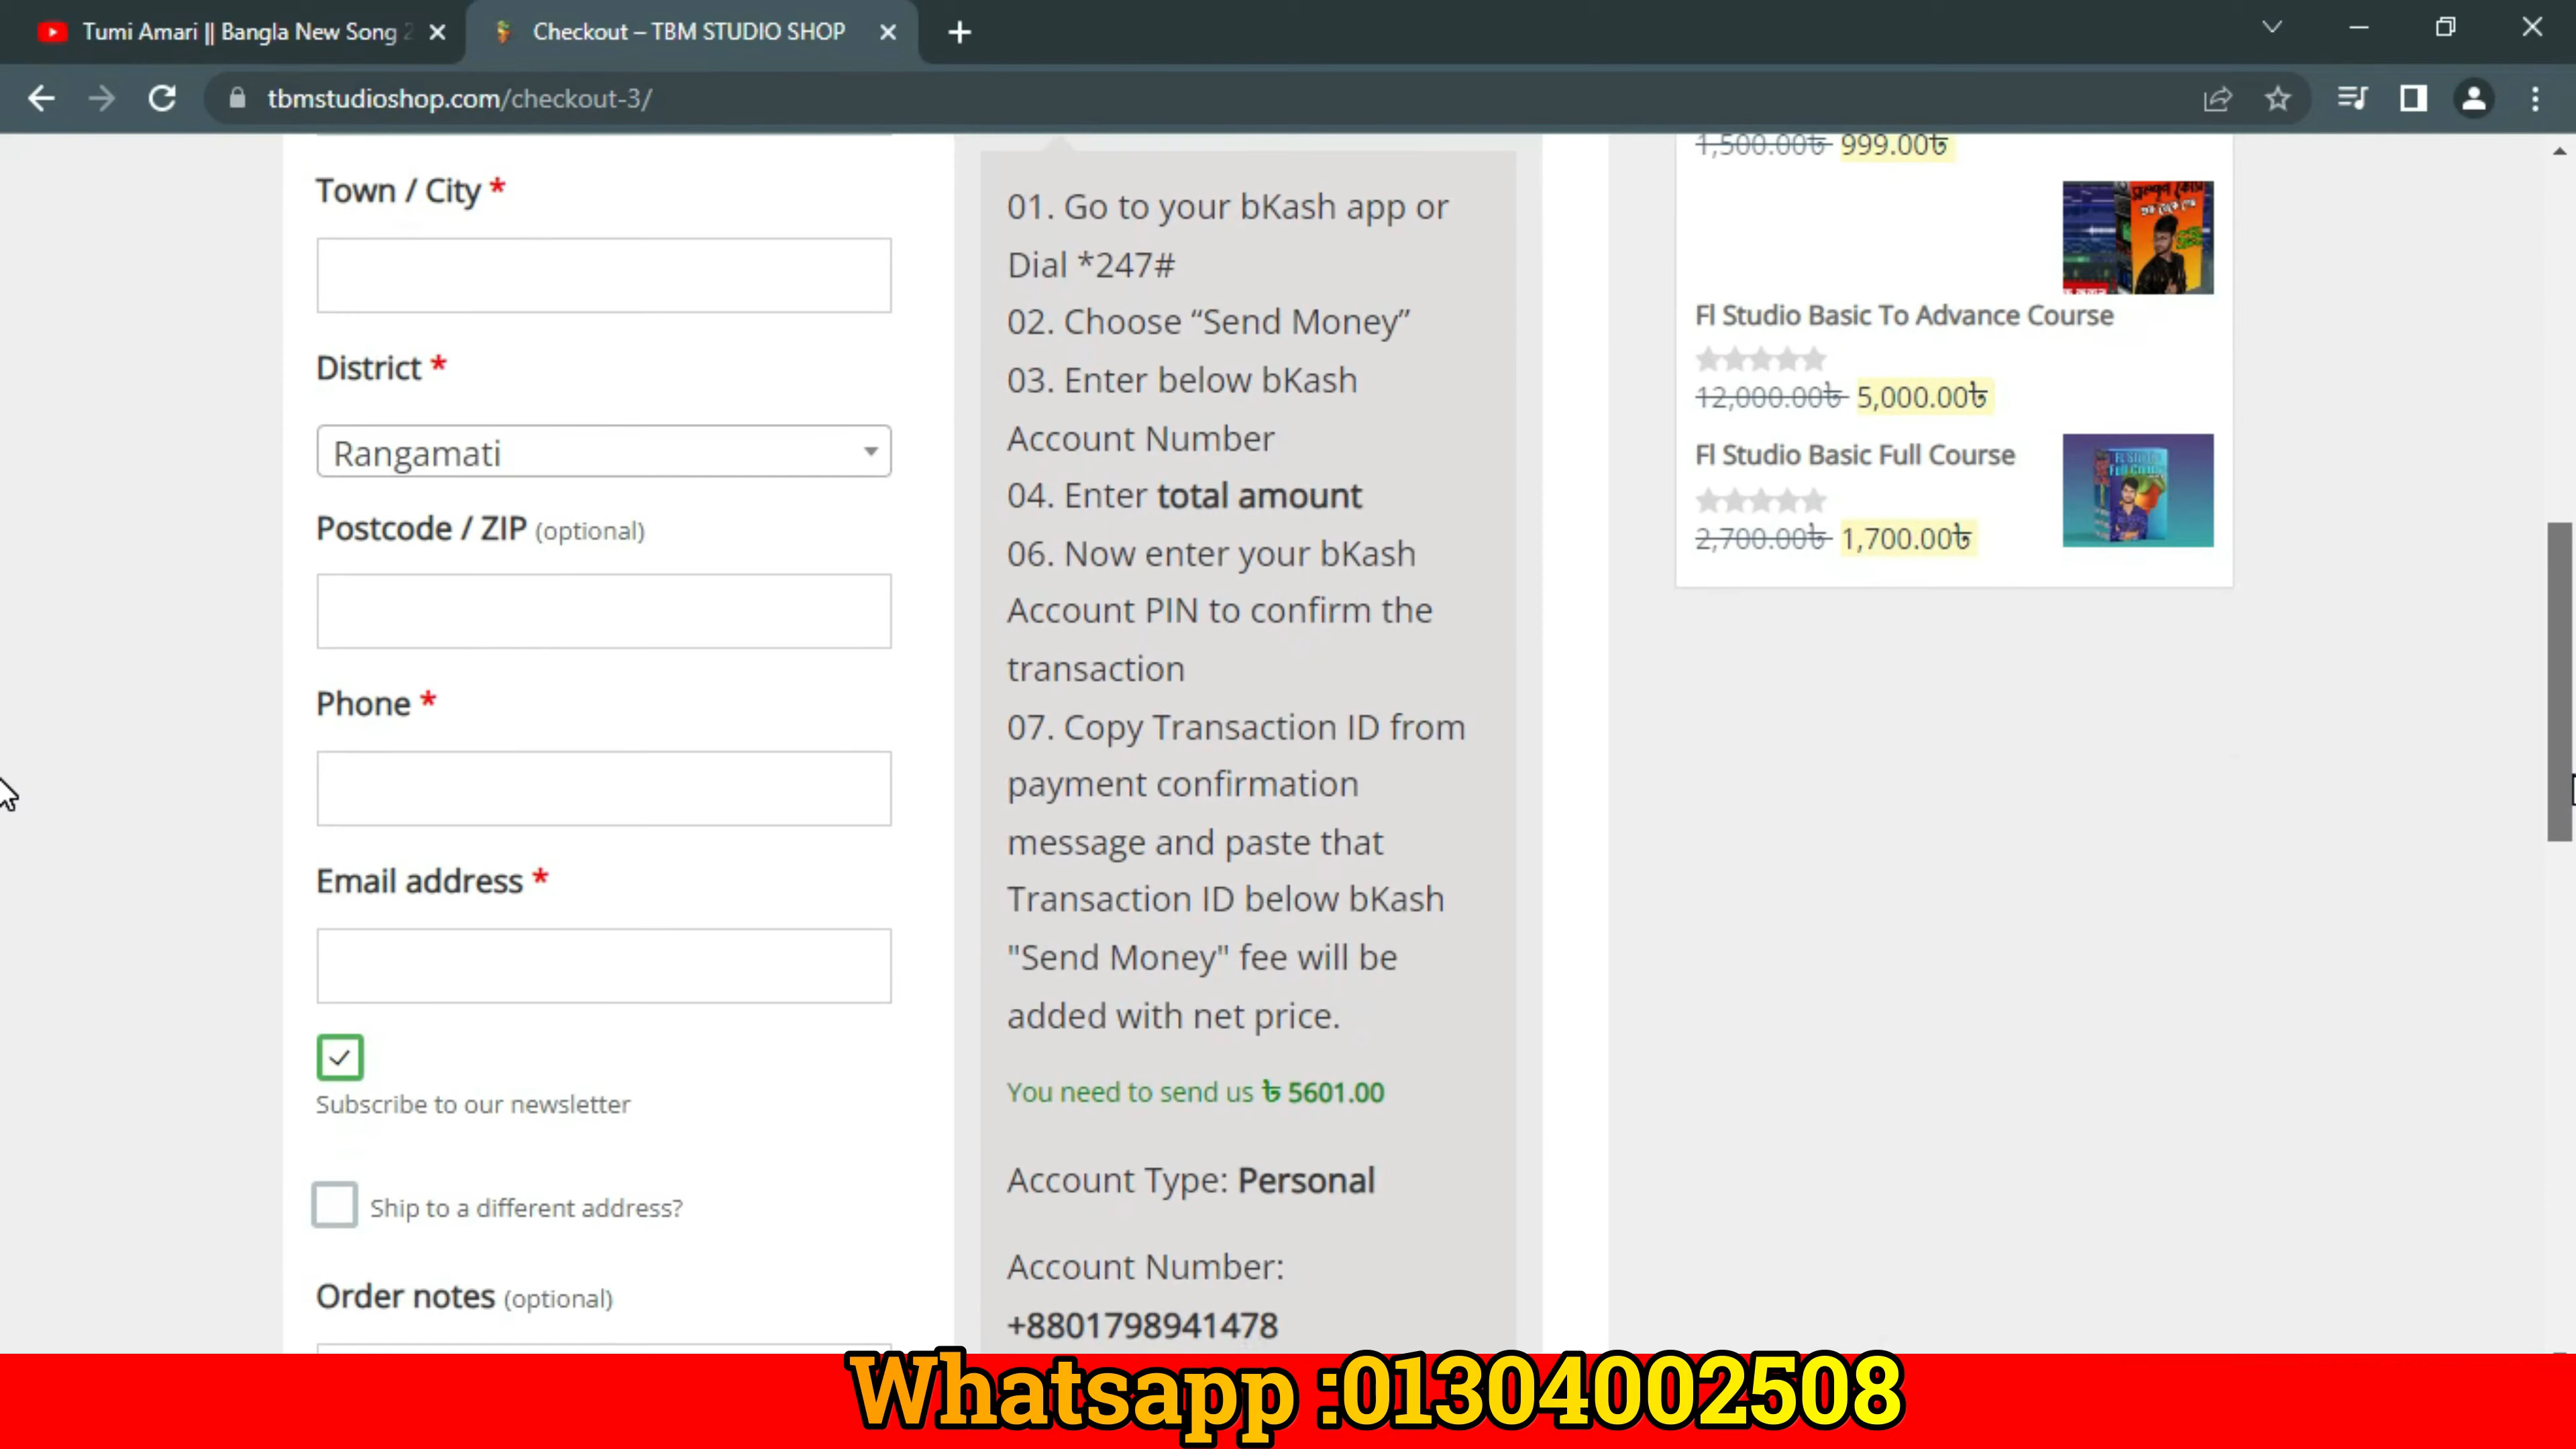 Tumi Amari || Bangla New Song 2
Checkout – TBM STUDIO SHOP
tbmstudioshop.com/checkout-3/
Town / City *
District *
Rangamati
Postcode / ZIP (optional)
Phone *
Email address *
Subscribe to our newsletter
Ship to a different address?
Order notes (optional)
01. Go to your bKash app or
Dial *247#
02. Choose “Send Money”
03. Enter below bKash
Account Number
04. Enter total amount
06. Now enter your bKash
Account PIN to confirm the
transaction
07. Copy Transaction ID from
payment confirmation
message and paste that
Transaction ID below bKash
"Send Money" fee will be
added with net price.
You need to send us ৳ 5601.00
Account Type: Personal
Account Number:
+8801798941478
1,500.00৳ 999.00৳
Fl Studio Basic To Advance Course
12,000.00৳ 5,000.00৳
Fl Studio Basic Full Course
2,700.00৳ 1,700.00৳
Whatsapp :01304002508